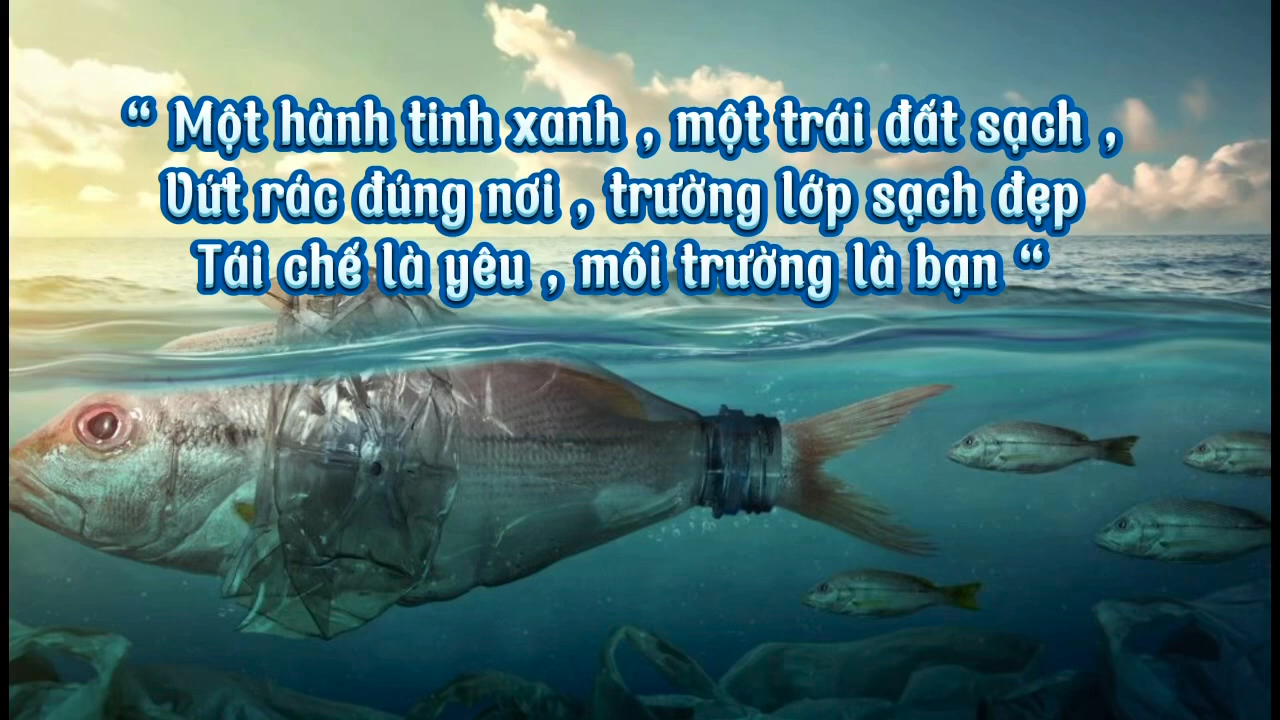 “ Một hành tinh xanh , một trái đất sạch ,
Vứt rác đúng nơi , trường lớp sạch đẹp
Tái chế là yêu , môi trường là bạn “